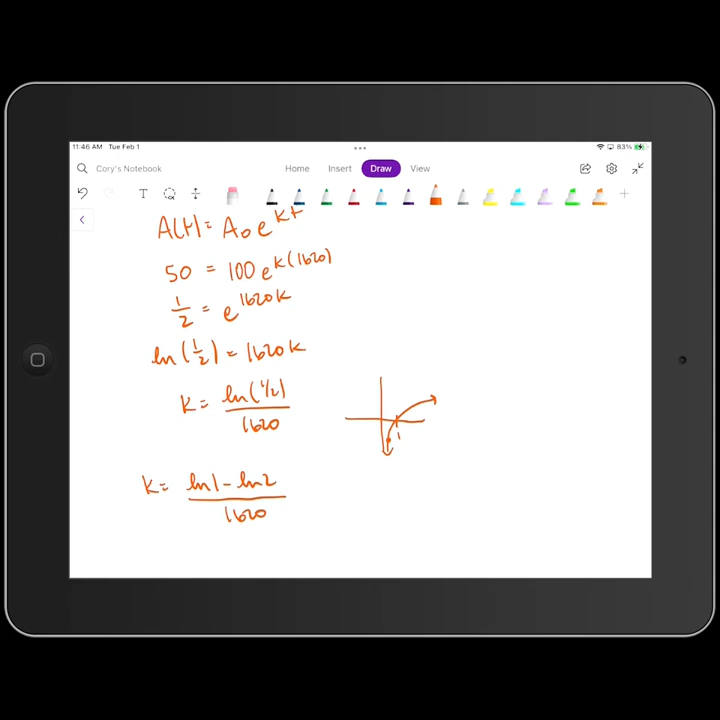 11:46 AM Tue Feb 1
83%
Cory's Notebook
Home Insert Draw View
T
A(t) = A₀e^kt
50 = 100e^k(1620)
1/2 = e^1620k
ln(1/2) = 1620k
k = ln(1/2)/1620
1
k = ln1 - ln2/1620